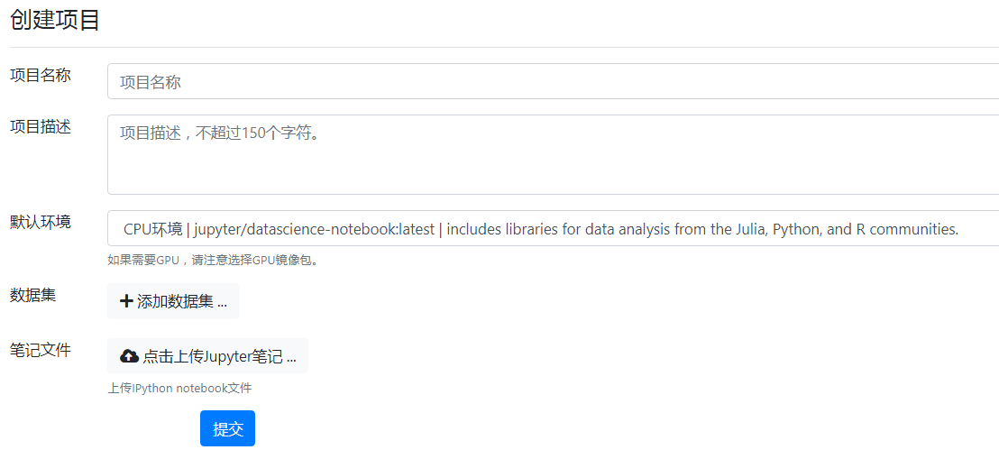 创建项目
项目名称
项目名称
项目描述
项目描述，不超过150个字符。
默认环境
CPU环境 | jupyter/datascience-notebook:latest | includes libraries for data analysis from the Julia, Python, and R communities.
如果需要GPU，请注意选择GPU镜像包。
数据集
添加数据集 ...
笔记文件
点击上传Jupyter笔记 ...
上传IPython notebook文件
提交